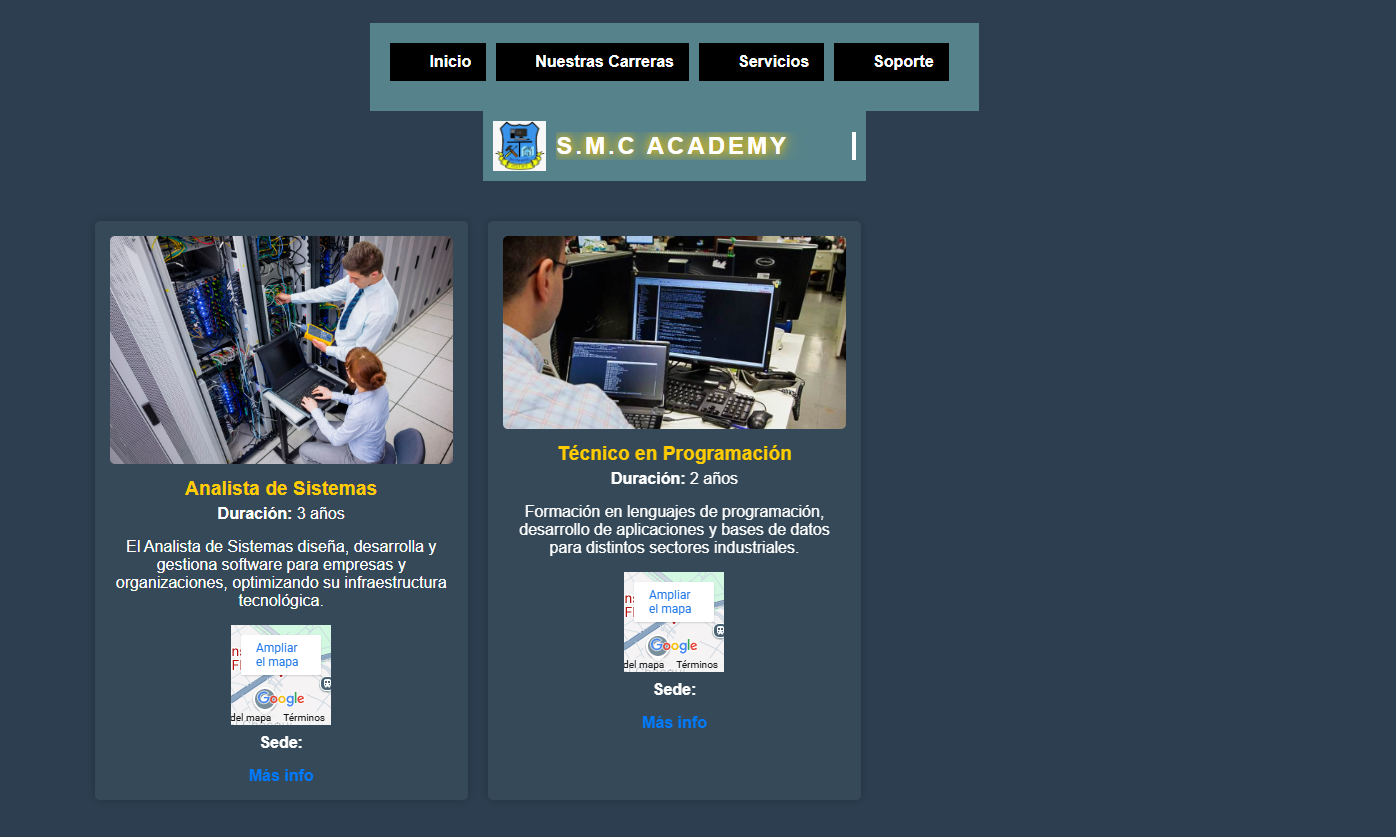 Inicio
Nuestras Carreras
Servicios
Soporte
S.M.C ACADEMY
Analista de Sistemas
Duración: 3 años
El Analista de Sistemas diseña, desarrolla y
gestiona software para empresas y
organizaciones, optimizando su infraestructura
tecnológica.
Ampliar
el mapa
Google
del mapa
Términos
Sede:
Más info
Técnico en Programación
Duración: 2 años
Formación en lenguajes de programación,
desarrollo de aplicaciones y bases de datos
para distintos sectores industriales.
Ampliar
el mapa
Google
del mapa
Términos
Sede:
Más info